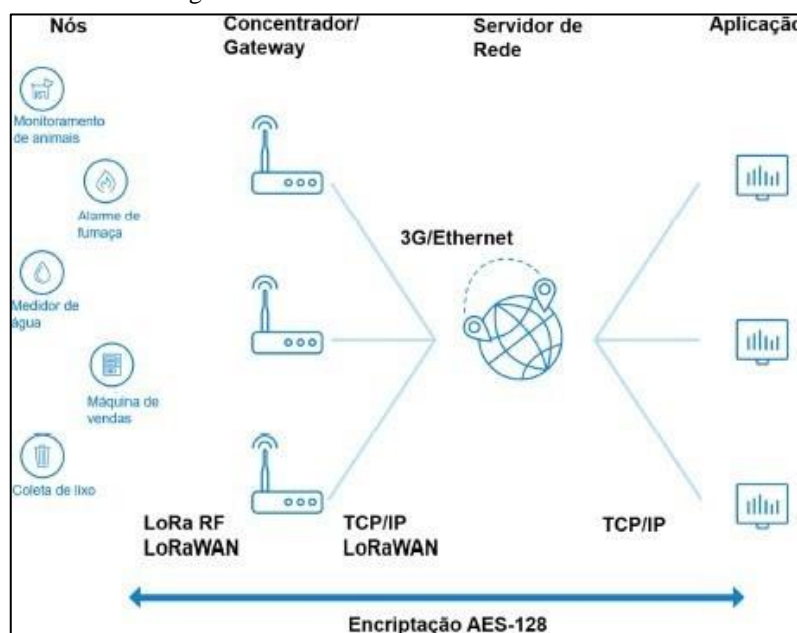 Nós
Concentrador/
Gateway
Servidor de
Rede
Aplicação
Monitoramento
de animais
Alarme de
fumaça
Medidor de
água
Máquina de
vendas
Coleta de lixo
3G/Ethernet
LoRa RF
LoRaWAN
TCP/IP
LoRaWAN
TCP/IP
Encriptação AES-128